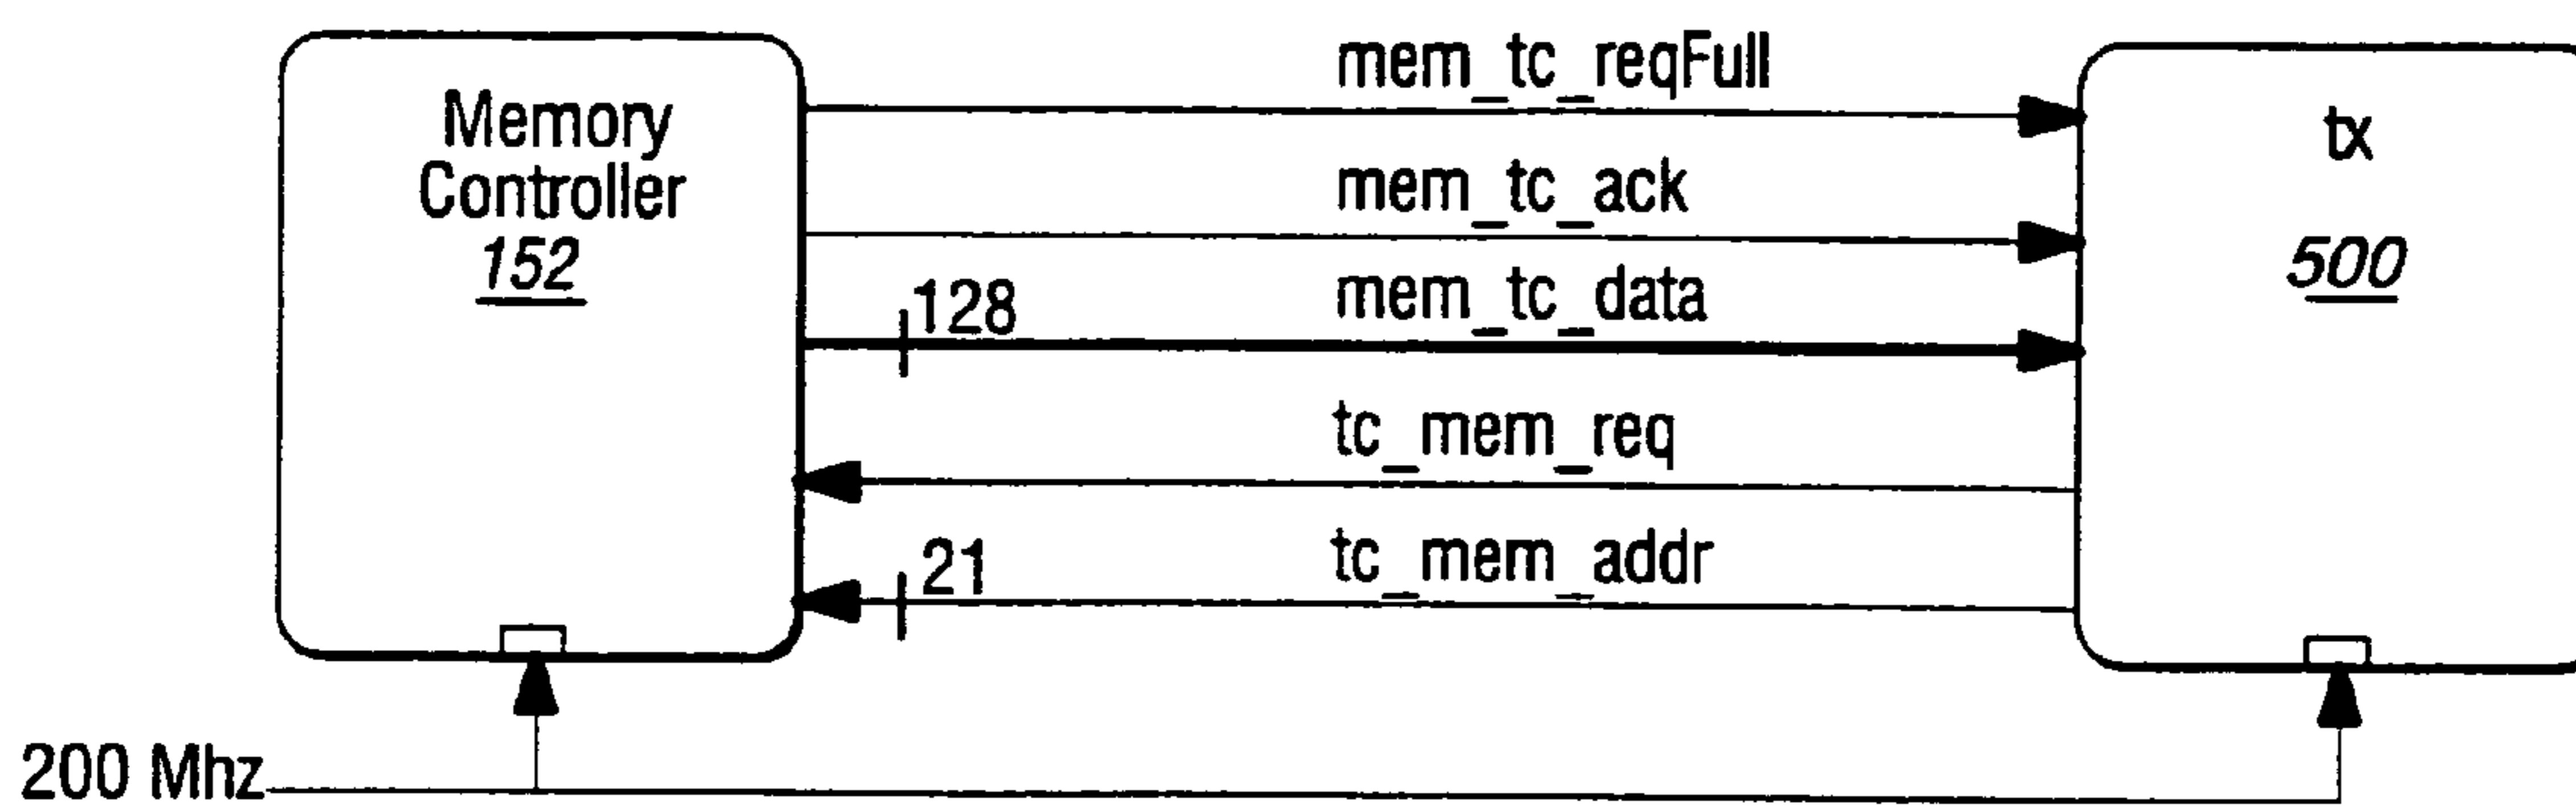 mem_tc_reqFull
Memory
Controller
152
tx
500
mem_tc_ack
128
mem_tc_data
tc_mem_req
21
tc_mem_addr
200 Mhz